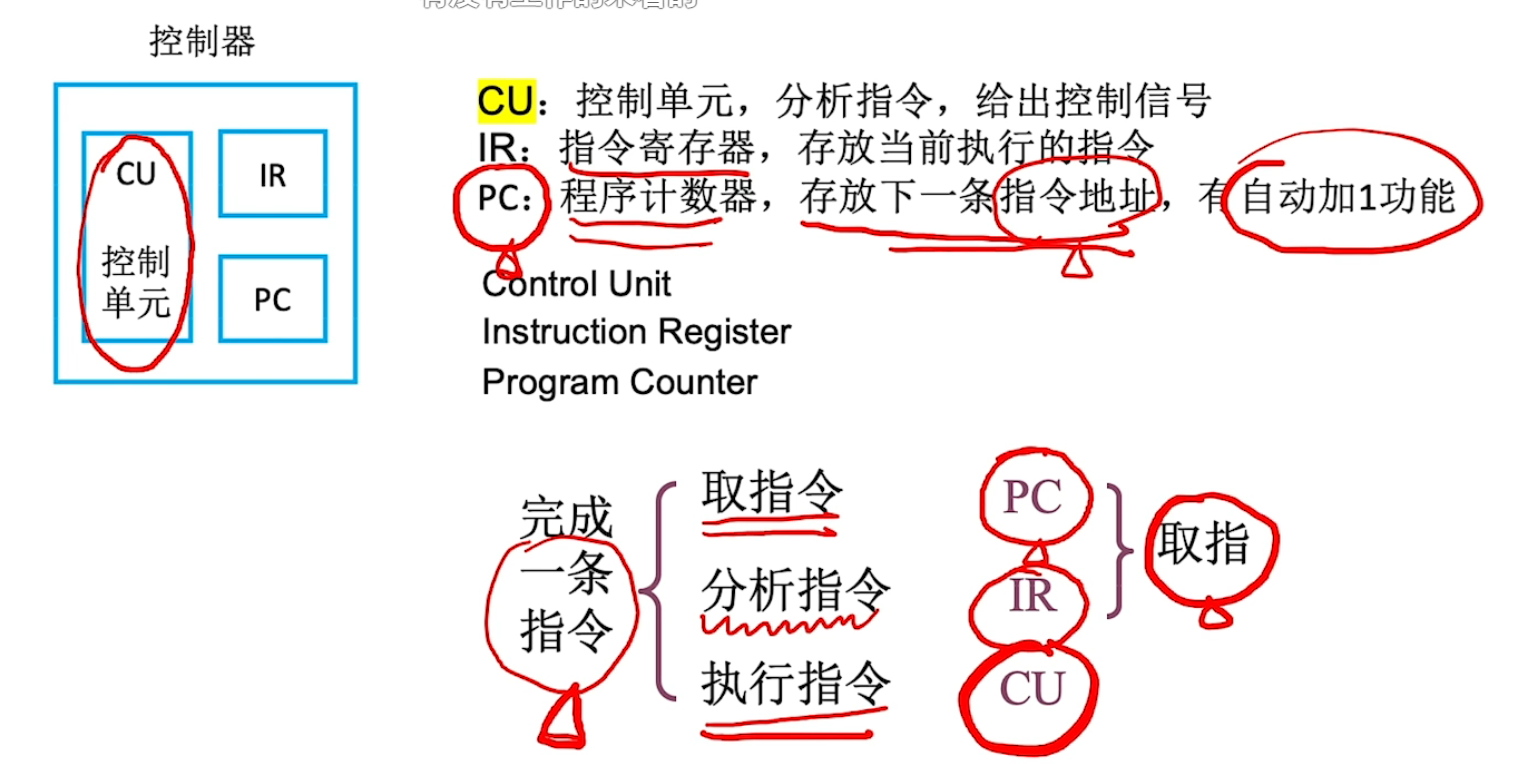 控制器
CU
控制
单元
IR
PC
CU：控制单元，分析指令，给出控制信号
IR：指令寄存器，存放当前执行的指令
PC：程序计数器，存放下一条指令地址，有自动加1功能
Control Unit
Instruction Register
Program Counter
完成
一条
指令
取指令
分析指令
执行指令
PC
IR
CU
取指